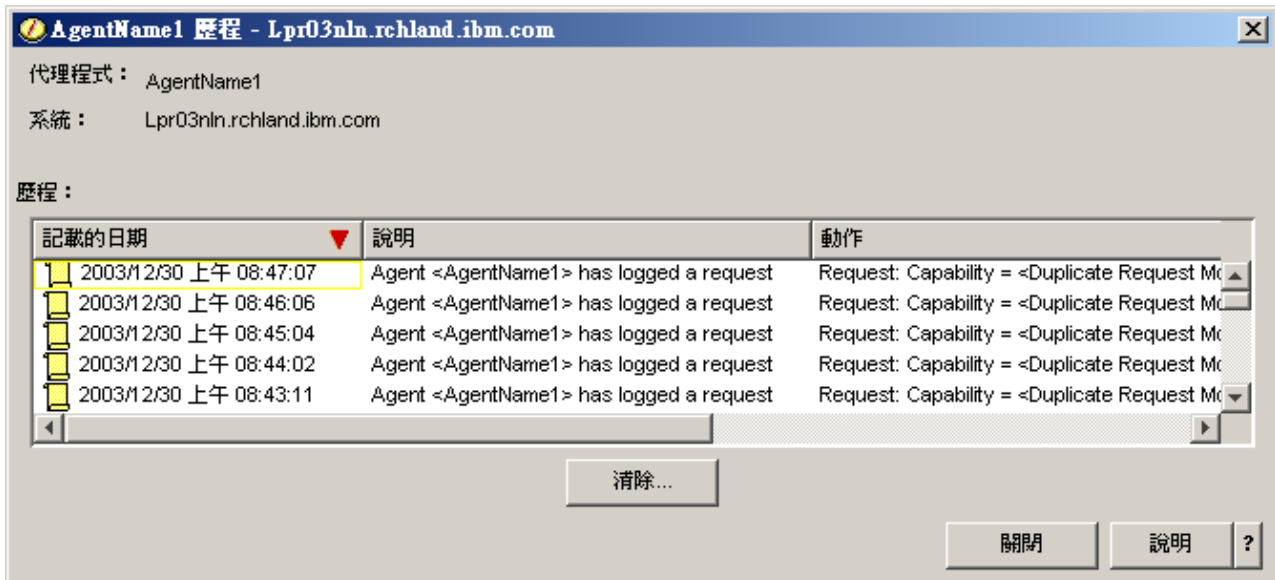 AgentName1 歷程 - Lpr03nln.rchland.ibm.com
代理程式： AgentName1
系統： Lpr03nln.rchland.ibm.com
歷程：
記載的日期 說明 動作
2003/12/30 上午 08:47:07 Agent <AgentName1> has logged a request Request: Capability = <Duplicate Request Mo
2003/12/30 上午 08:46:06 Agent <AgentName1> has logged a request Request: Capability = <Duplicate Request Mo
2003/12/30 上午 08:45:04 Agent <AgentName1> has logged a request Request: Capability = <Duplicate Request Mo
2003/12/30 上午 08:44:02 Agent <AgentName1> has logged a request Request: Capability = <Duplicate Request Mo
2003/12/30 上午 08:43:11 Agent <AgentName1> has logged a request Request: Capability = <Duplicate Request Mo
清除...
關閉 說明 ?